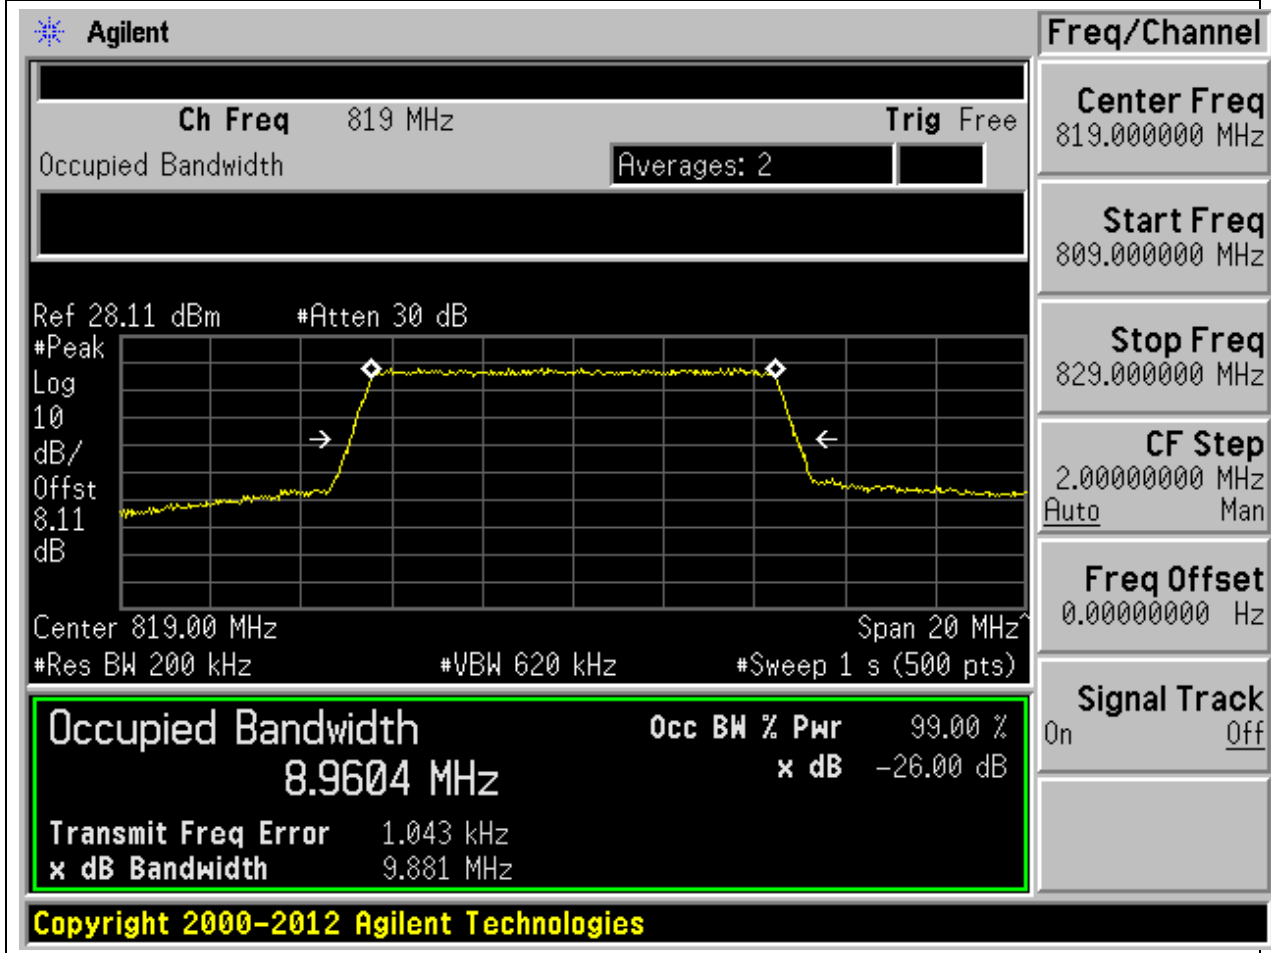 Agilent
Freq/Channel
Ch Freq 819 MHz Trig Free
Occupied Bandwidth Averages: 2
Ref 28.11 dBm #Atten 30 dB
#Peak
Log
10
dB/
Offst
8.11
dB
Center 819.00 MHz Span 20 MHz^
#Res BW 200 kHz #VBW 620 kHz #Sweep 1 s (500 pts)
Occupied Bandwidth
8.9604 MHz
Occ BW % Pwr 99.00 %
x dB -26.00 dB
Transmit Freq Error 1.043 kHz
x dB Bandwidth 9.881 MHz
Copyright 2000-2012 Agilent Technologies
Center Freq
819.000000 MHz
Start Freq
809.000000 MHz
Stop Freq
829.000000 MHz
CF Step
2.00000000 MHz
Auto Man
Freq Offset
0.00000000 Hz
Signal Track
On Off